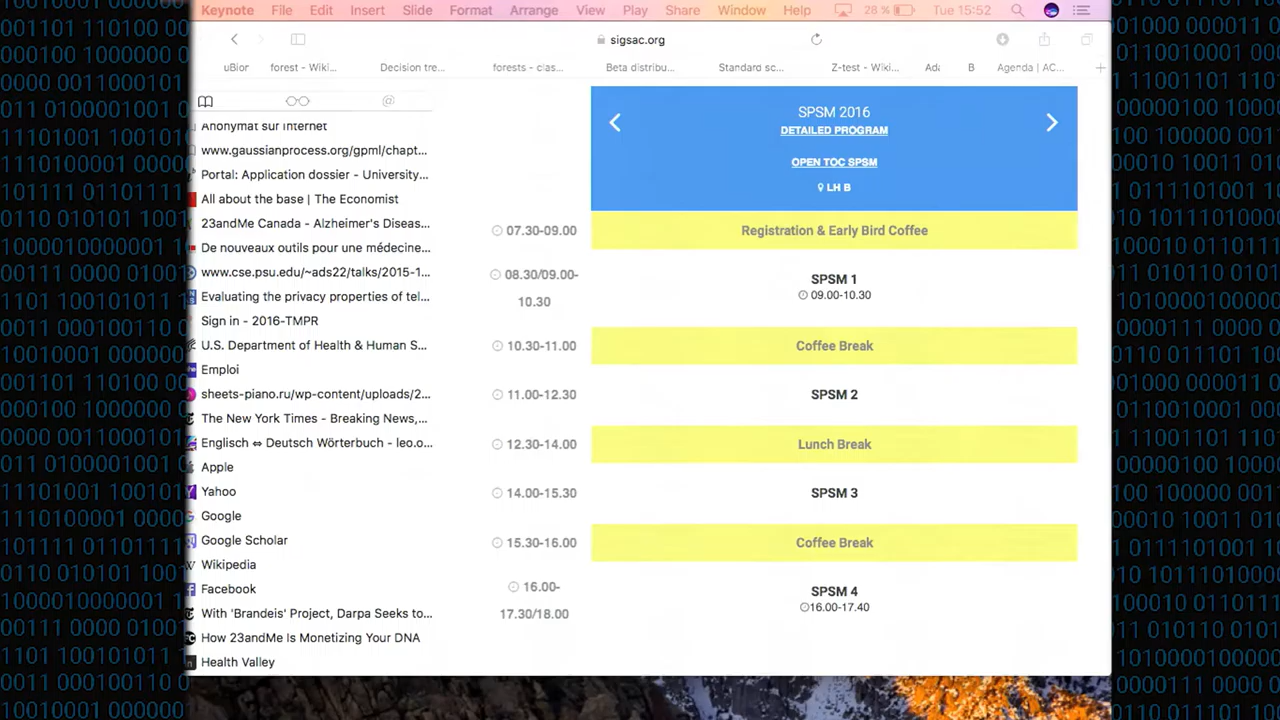 Keynote File Edit Insert Slide Format Arrange View Play Share Window Help 28 % Tue 15:52
sigsac.org
uBior forest - Wiki... Decision tre... forests - clas... Beta distribu... Standard sc... Z-test - Wiki... Ada B Agenda | AC...
Anonymat sur Internet
www.gaussianprocess.org/gpml/chapt...
Portal: Application dossier - University...
All about the base | The Economist
23andMe Canada - Alzheimer's Diseas...
De nouveaux outils pour une médecine...
www.cse.psu.edu/~ads22/talks/2015-1...
Evaluating the privacy properties of tel...
Sign in - 2016-TMPR
U.S. Department of Health & Human S...
Emploi
sheets-piano.ru/wp-content/uploads/2...
The New York Times - Breaking News,...
Englisch ⇔ Deutsch Wörterbuch - leo.o...
Apple
Yahoo
Google
Google Scholar
Wikipedia
Facebook
With 'Brandeis' Project, Darpa Seeks to...
How 23andMe Is Monetizing Your DNA
Health Valley
SPSM 2016
DETAILED PROGRAM
OPEN TOC SPSM
LH B
07.30-09.00 Registration & Early Bird Coffee
08.30/09.00-
10.30
SPSM 1
09.00-10.30
10.30-11.00 Coffee Break
11.00-12.30 SPSM 2
12.30-14.00 Lunch Break
14.00-15.30 SPSM 3
15.30-16.00 Coffee Break
16.00-
17.30/18.00
SPSM 4
16.00-17.40